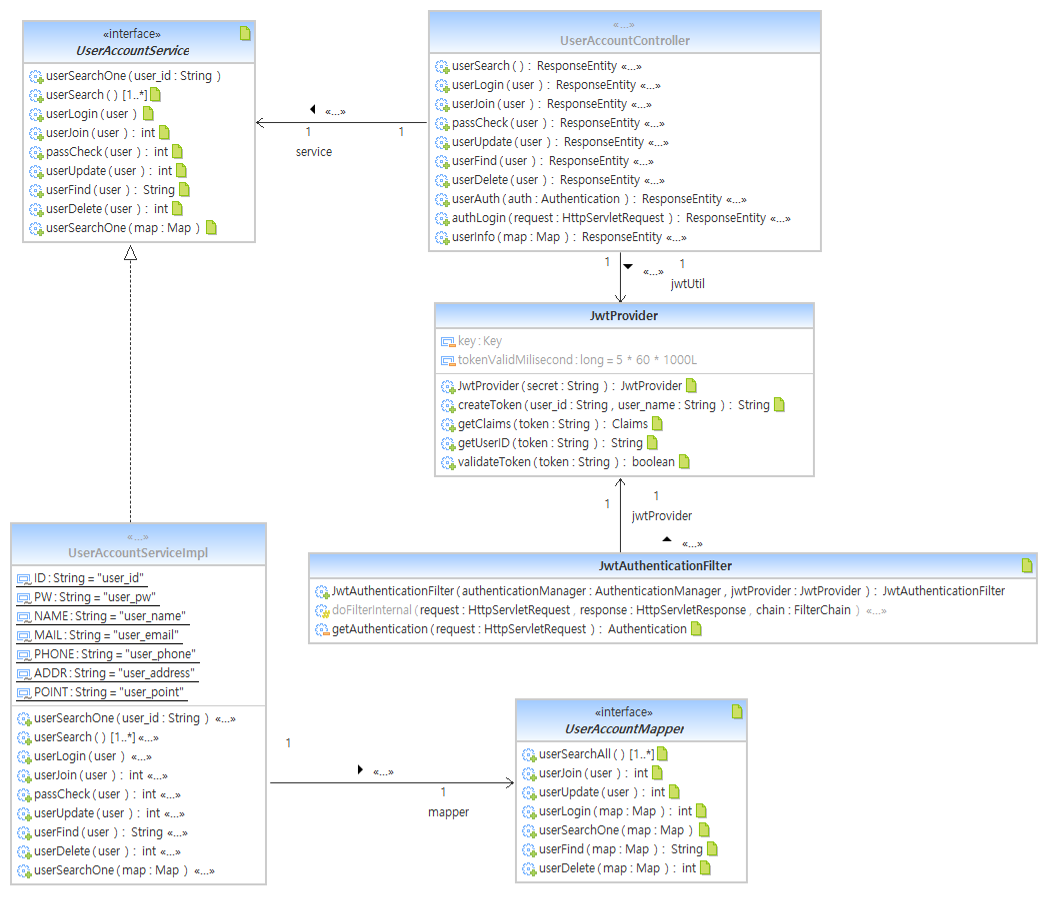 «interface»
UserAccountService
userSearchOne ( user_id : String )
userSearch ( ) [1..*]
userLogin ( user )
userJoin ( user ) : int
passCheck ( user ) : int
userUpdate ( user ) : int
userFind ( user ) : String
userDelete ( user ) : int
userSearchOne ( map : Map )
«...»
1
1
service
«...»
UserAccountController
userSearch ( ) : ResponseEntity «...»
userLogin ( user ) : ResponseEntity «...»
userJoin ( user ) : ResponseEntity «...»
passCheck ( user ) : ResponseEntity «...»
userUpdate ( user ) : ResponseEntity «...»
userFind ( user ) : ResponseEntity «...»
userDelete ( user ) : ResponseEntity «...»
userAuth ( auth : Authentication ) : ResponseEntity «...»
authLogin ( request : HttpServletRequest ) : ResponseEntity «...»
userInfo ( map : Map ) : ResponseEntity «...»
1
«...»
1
jwtUtil
JwtProvider
key : Key
tokenValidMilisecond : long = 5 * 60 * 1000L
JwtProvider ( secret : String ) : JwtProvider
createToken ( user_id : String , user_name : String ) : String
getClaims ( token : String ) : Claims
getUserID ( token : String ) : String
validateToken ( token : String ) : boolean
1
1
jwtProvider
«...»
JwtAuthenticationFilter
JwtAuthenticationFilter ( authenticationManager : AuthenticationManager , jwtProvider : JwtProvider ) : JwtAuthenticationFilter
doFilterInternal ( request : HttpServletRequest , response : HttpServletResponse , chain : FilterChain ) «...»
getAuthentication ( request : HttpServletRequest ) : Authentication
«...»
UserAccountServiceImpl
ID : String = "user_id"
PW : String = "user_pw"
NAME : String = "user_name"
MAIL : String = "user_email"
PHONE : String = "user_phone"
ADDR : String = "user_address"
POINT : String = "user_point"
userSearchOne ( user_id : String ) «...»
userSearch ( ) [1..*] «...»
userLogin ( user ) «...»
userJoin ( user ) : int «...»
passCheck ( user ) : int «...»
userUpdate ( user ) : int «...»
userFind ( user ) : String «...»
userDelete ( user ) : int «...»
userSearchOne ( map : Map ) «...»
1
«...»
1
mapper
«interface»
UserAccountMapper
userSearchAll ( ) [1..*]
userJoin ( user ) : int
userUpdate ( user ) : int
userLogin ( map : Map ) : int
userSearchOne ( map : Map )
userFind ( map : Map ) : String
userDelete ( map : Map ) : int